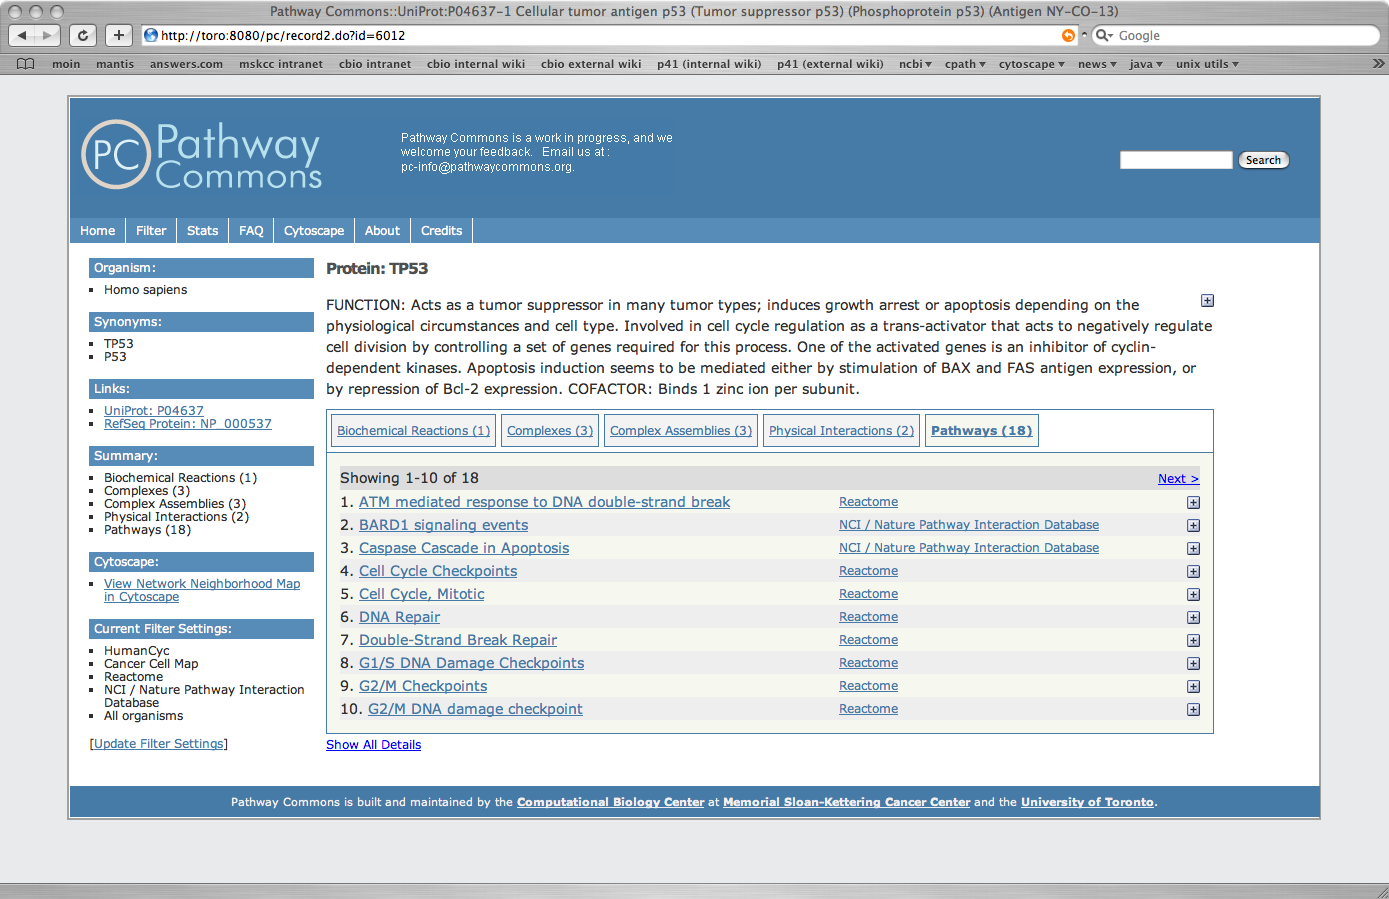 Pathway Commons::UniProt:P04637-1 Cellular tumor antigen p53 (Tumor suppressor p53) (Phosphoprotein p53) (Antigen NY-CO-13)
http://toro:8080/pc/record2.do?id=6012
Google
moin mantis answers.com mskcc intranet cbio intranet cbio internal wiki cbio external wiki p41 (internal wiki) p41 (external wiki) ncbi cpath cytoscape news java unix utils
PC Pathway Commons
Pathway Commons is a work in progress, and we
welcome your feedback. Email us at :
pc-info@pathwaycommons.org.
Search
Home Filter Stats FAQ Cytoscape About Credits
Organism:
Homo sapiens
Synonyms:
TP53
P53
Links:
UniProt: P04637
RefSeq Protein: NP_000537
Summary:
Biochemical Reactions (1)
Complexes (3)
Complex Assemblies (3)
Physical Interactions (2)
Pathways (18)
Cytoscape:
View Network Neighborhood Map
in Cytoscape
Current Filter Settings:
HumanCyc
Cancer Cell Map
Reactome
NCI / Nature Pathway Interaction
Database
All organisms
[Update Filter Settings]
Protein: TP53
FUNCTION: Acts as a tumor suppressor in many tumor types; induces growth arrest or apoptosis depending on the
physiological circumstances and cell type. Involved in cell cycle regulation as a trans-activator that acts to negatively regulate
cell division by controlling a set of genes required for this process. One of the activated genes is an inhibitor of cyclin-
dependent kinases. Apoptosis induction seems to be mediated either by stimulation of BAX and FAS antigen expression, or
by repression of Bcl-2 expression. COFACTOR: Binds 1 zinc ion per subunit.
Biochemical Reactions (1) Complexes (3) Complex Assemblies (3) Physical Interactions (2) Pathways (18)
Showing 1-10 of 18 Next >
1. ATM mediated response to DNA double-strand break Reactome
2. BARD1 signaling events NCI / Nature Pathway Interaction Database
3. Caspase Cascade in Apoptosis NCI / Nature Pathway Interaction Database
4. Cell Cycle Checkpoints Reactome
5. Cell Cycle, Mitotic Reactome
6. DNA Repair Reactome
7. Double-Strand Break Repair Reactome
8. G1/S DNA Damage Checkpoints Reactome
9. G2/M Checkpoints Reactome
10. G2/M DNA damage checkpoint Reactome
Show All Details
Pathway Commons is built and maintained by the Computational Biology Center at Memorial Sloan-Kettering Cancer Center and the University of Toronto.